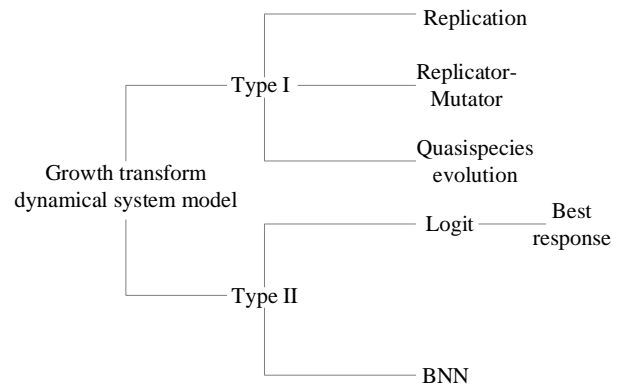 Replication
Type I
Replicator-
Mutator
Quasispecies
evolution
Growth transform
dynamical system model
Logit
Best
response
Type II
BNN